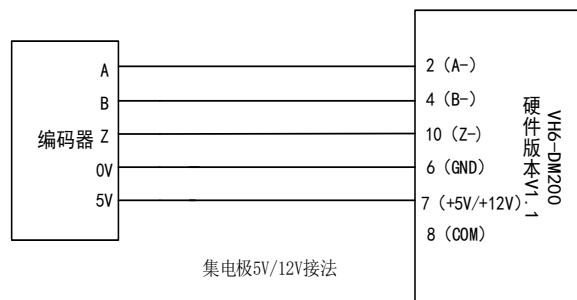 A
B
编码器 Z
0V
5V
2（A-）
4（B-）
10（Z-）
6（GND）
7（+5V/+12V）
8（COM）
VH6-DM200
硬件版本V1.1
集电极5V/12V接法